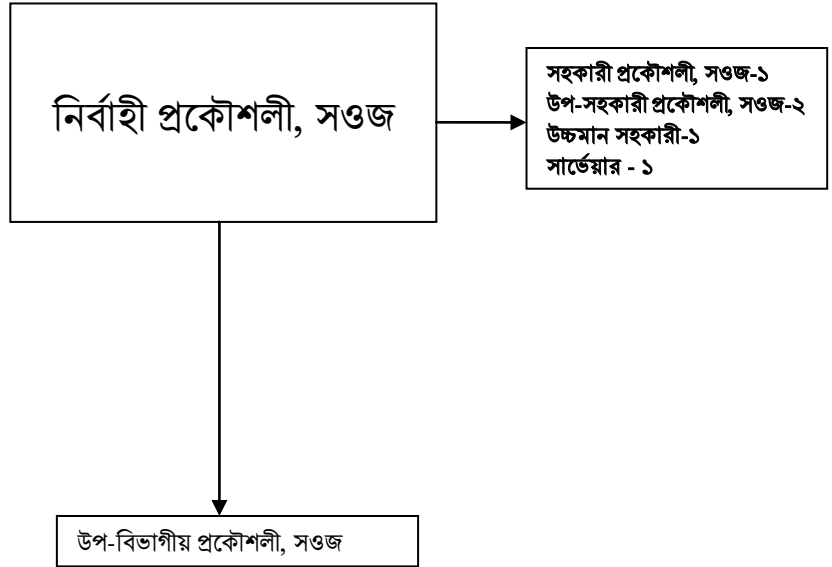 নির্বাহী প্রকৌশলী, সওজ
সহকারী প্রকৌশলী, সওজ-১
উপ-সহকারী প্রকৌশলী, সওজ-২
উচ্চমান সহকারী-১
সার্ভেয়ার - ১
উপ-বিভাগীয় প্রকৌশলী, সওজ